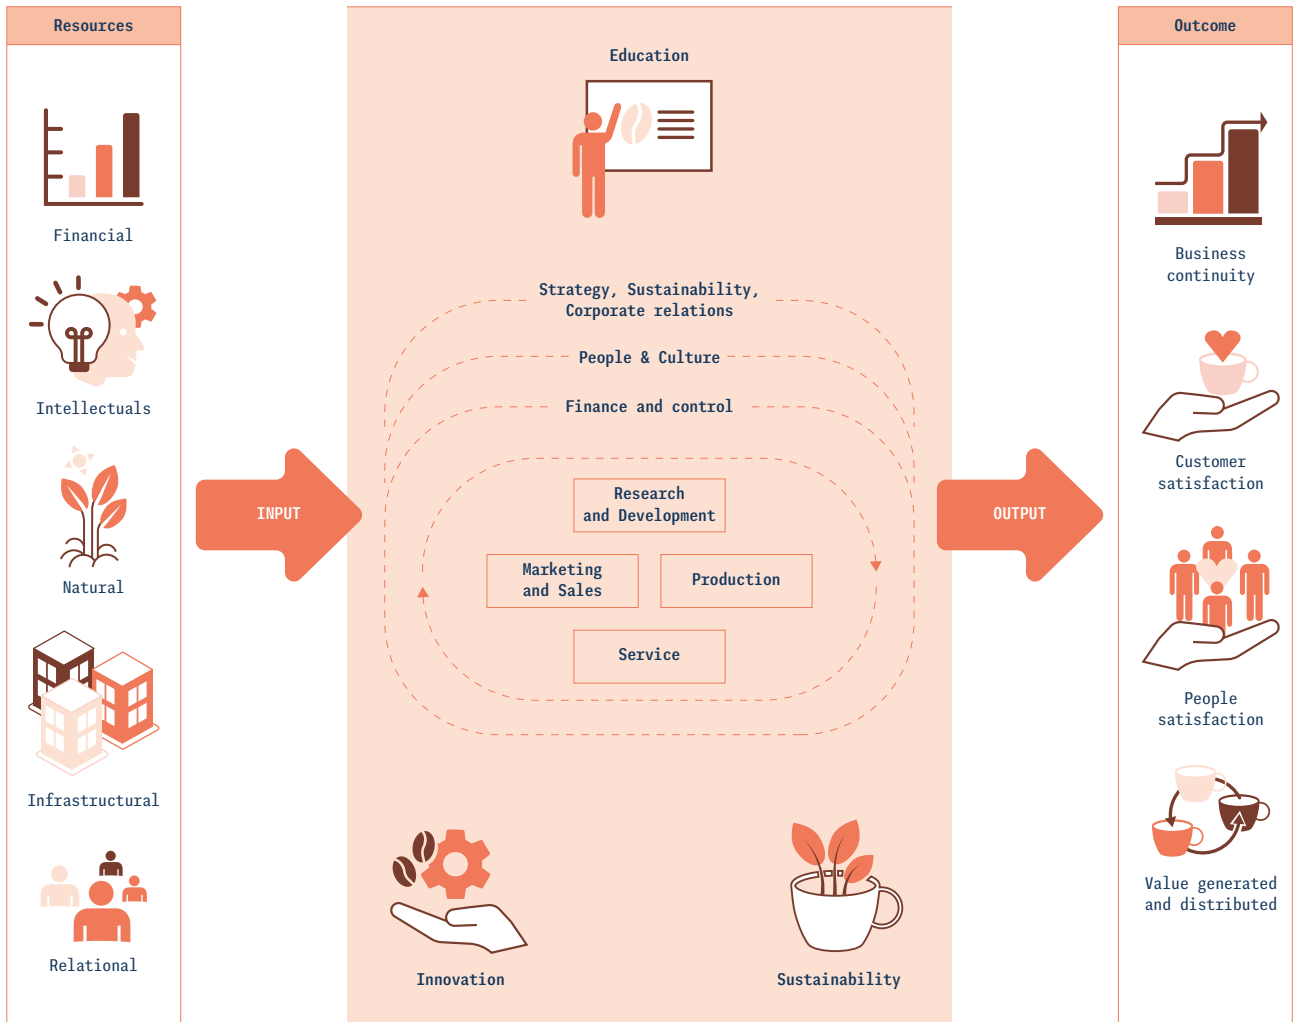 Resources
Financial
Intellectuals
Natural
Infrastructural
Relational
INPUT
Education
Strategy, Sustainability,
Corporate relations
People & Culture
Finance and control
Research
and Development
Marketing
and Sales
Production
Service
Innovation
Sustainability
OUTPUT
Outcome
Business
continuity
Customer
satisfaction
People
satisfaction
Value generated
and distributed